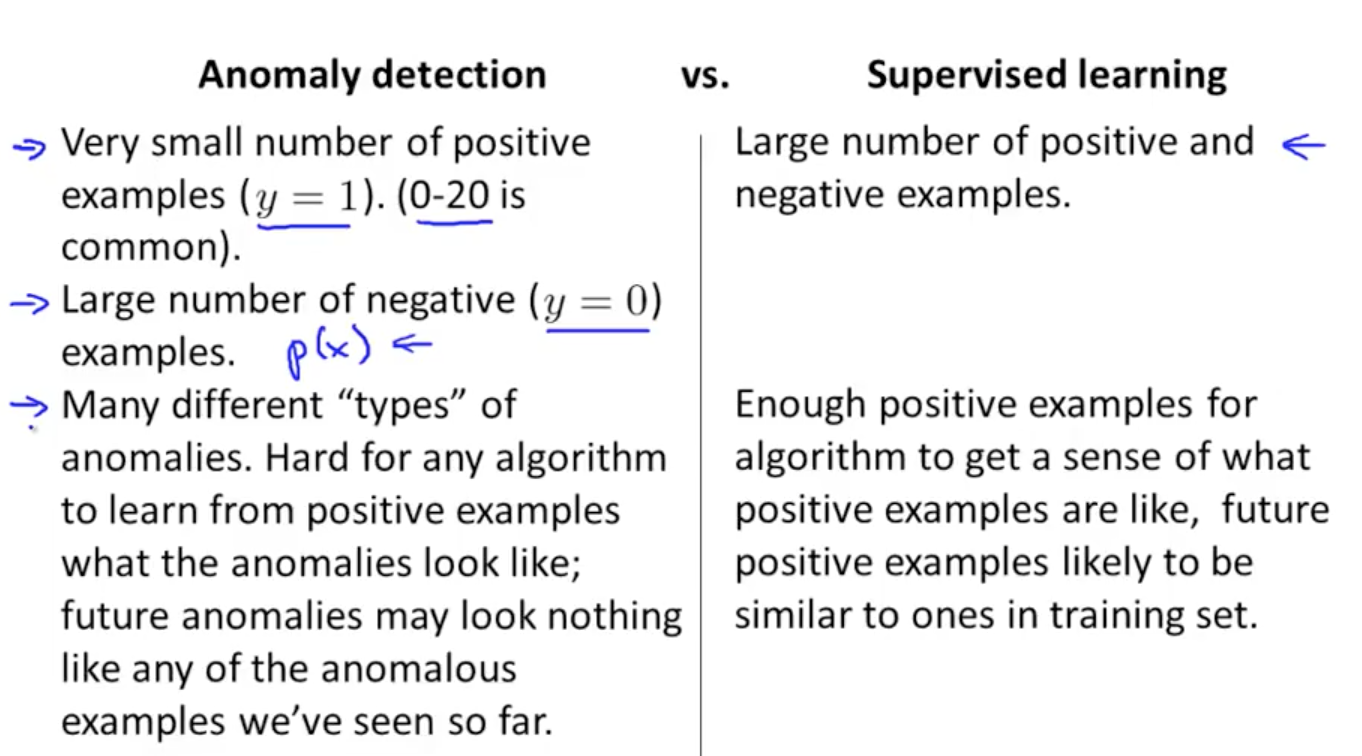 Anomaly detection vs. Supervised learning
Very small number of positive
examples (y = 1). (0-20 is
common).
Large number of negative (y = 0)
examples. p(x) ←
Many different “types” of
anomalies. Hard for any algorithm
to learn from positive examples
what the anomalies look like;
future anomalies may look nothing
like any of the anomalous
examples we’ve seen so far.
Large number of positive and
negative examples.
Enough positive examples for
algorithm to get a sense of what
positive examples are like, future
positive examples likely to be
similar to ones in training set.